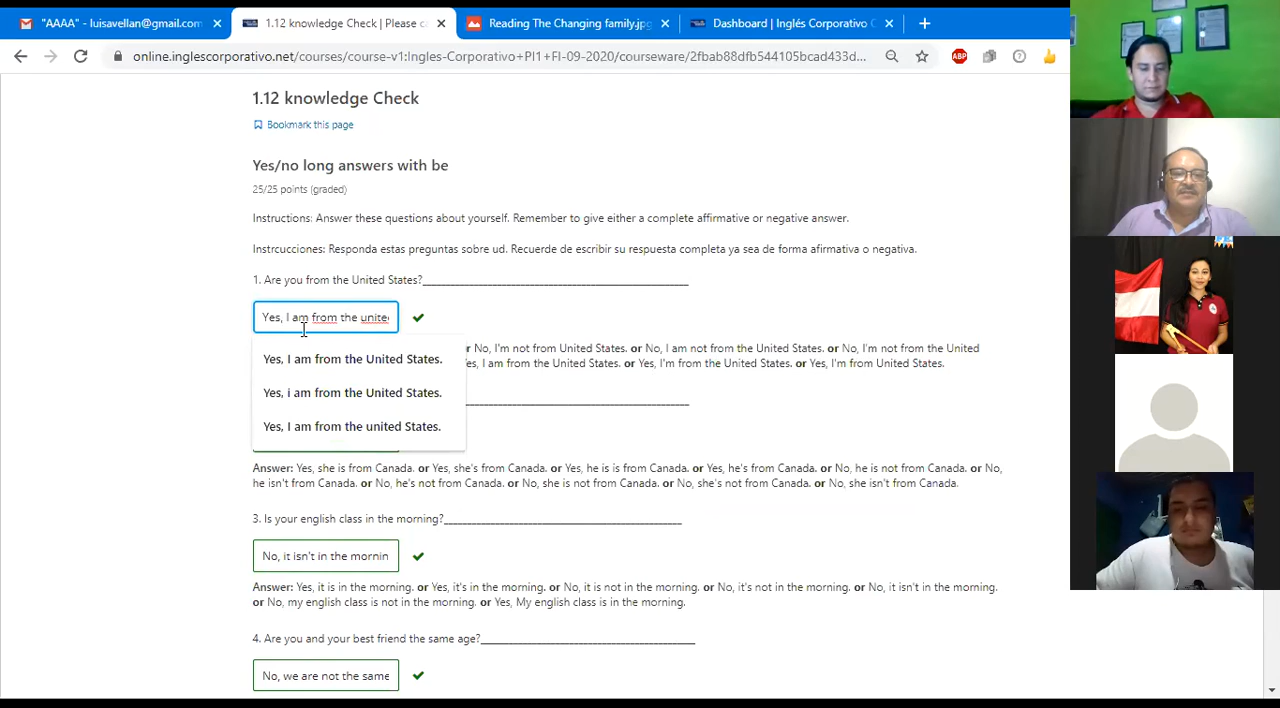 "AAAA" - luisavellan@gmail.com
1.12 knowledge Check | Please ca
Reading The Changing family.jpg
Dashboard | Inglés Corporativo O
online.inglescorporativo.net/courses/course-v1:Ingles-Corporativo+PI1+FI-09-2020/courseware/2fbab88dfb544105bcad433d...
ABP
1.12 knowledge Check
Bookmark this page
Yes/no long answers with be
25/25 points (graded)
Instructions: Answer these questions about yourself. Remember to give either a complete affirmative or negative answer.
Instrcucciones: Responda estas preguntas sobre ud. Recuerde de escribir su respuesta completa ya sea de forma afirmativa o negativa.
1. Are you from the United States?
Yes, I am from the unite
Yes, I am from the United States.
Yes, i am from the United States.
Yes, I am from the united States.
r No, I'm not from United States. or No, I am not from the United States. or No, I'm not from the United
es, I am from the United States. or Yes, I'm from the United States. or Yes, I'm from United States.
Answer: Yes, she is from Canada. or Yes, she's from Canada. or Yes, he is is from Canada. or Yes, he's from Canada. or No, he is not from Canada. or No,
he isn't from Canada. or No, he's not from Canada. or No, she is not from Canada. or No, she's not from Canada. or No, she isn't from Canada.
3. Is your english class in the morning?
No, it isn't in the mornin
Answer: Yes, it is in the morning. or Yes, it's in the morning. or No, it is not in the morning. or No, it's not in the morning. or No, it isn't in the morning.
or No, my english class is not in the morning. or Yes, My english class is in the morning.
4. Are you and your best friend the same age?
No, we are not the same